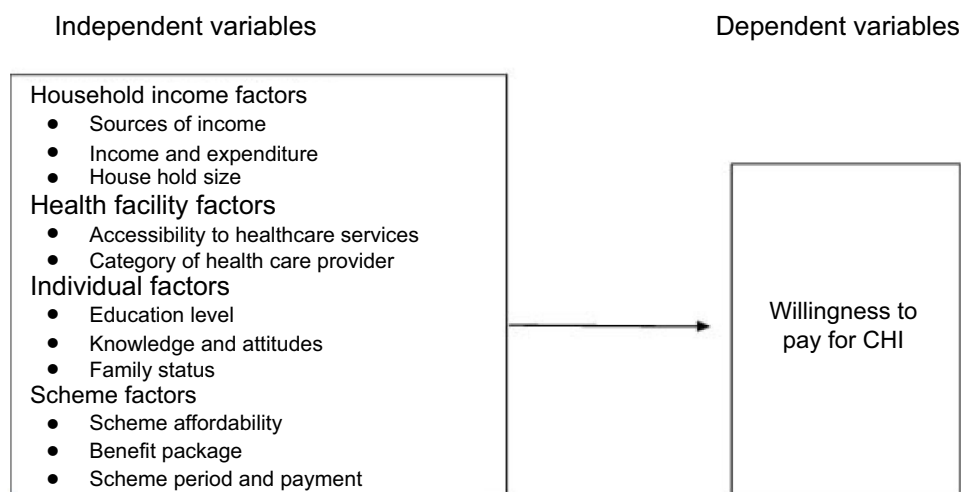 Independent variables
Dependent variables
Household income factors
● Sources of income
● Income and expenditure
● House hold size
Health facility factors
● Accessibility to healthcare services
● Category of health care provider
Individual factors
● Education level
● Knowledge and attitudes
● Family status
Scheme factors
● Scheme affordability
● Benefit package
● Scheme period and payment
Willingness to
pay for CHI